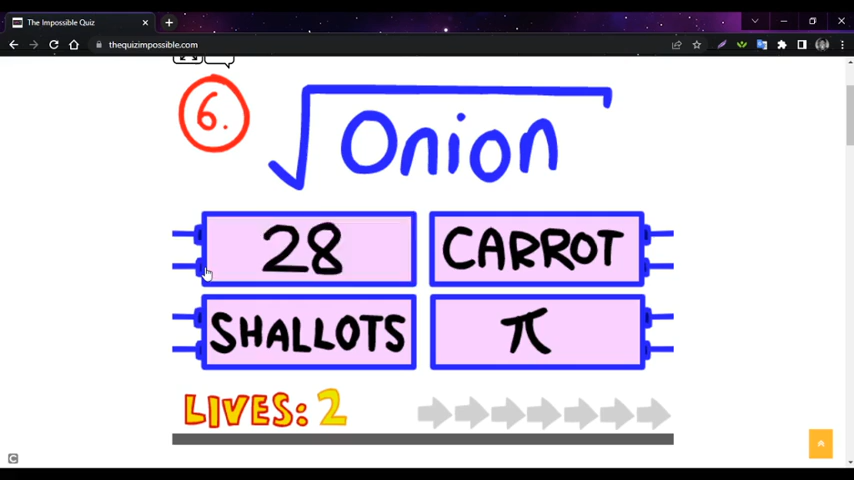 The Impossible Quiz
thequizimpossible.com
6.
√Onion
28
CARROT
SHALLOTS
π
LIVES: 2